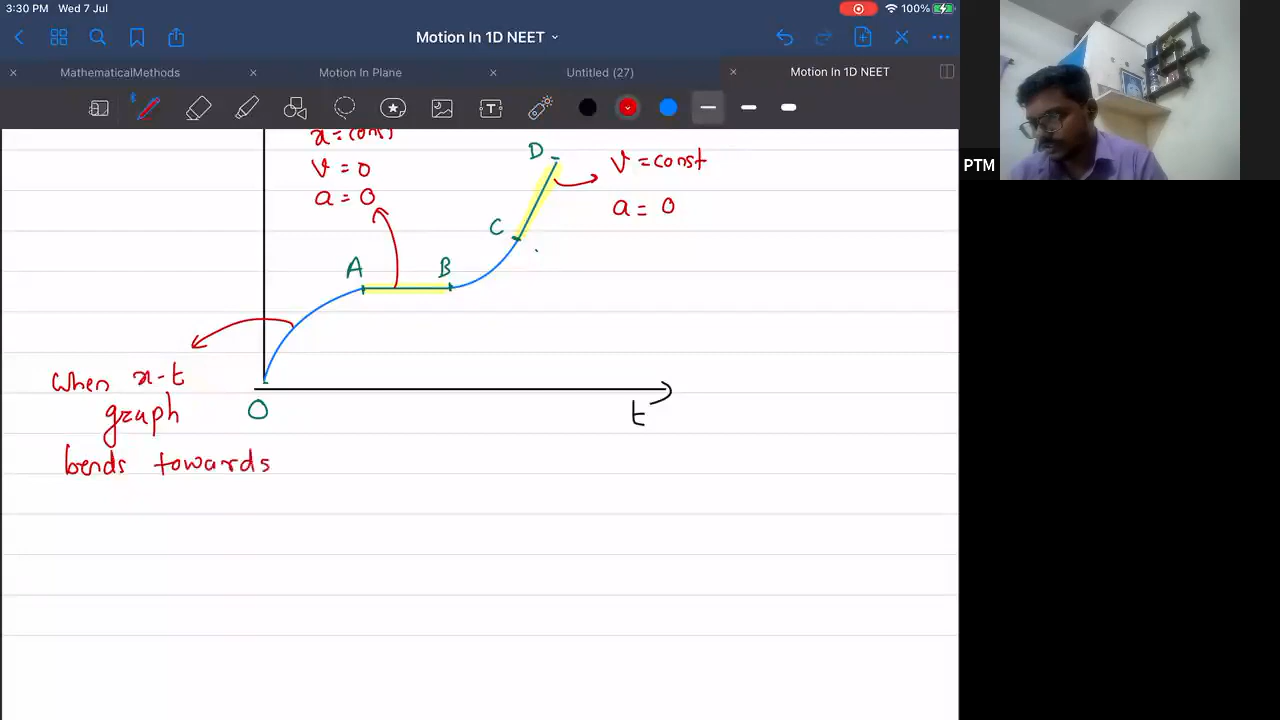 3:30 PM Wed 7 Jul
100%
Motion In 1D NEET
MathematicalMethods
Motion In Plane
Untitled (27)
Motion In 1D NEET
T
x = const
v = 0
a = 0
D
v = const
a = 0
C
A
B
when x-t
graph
bends towards
O
t
PTM